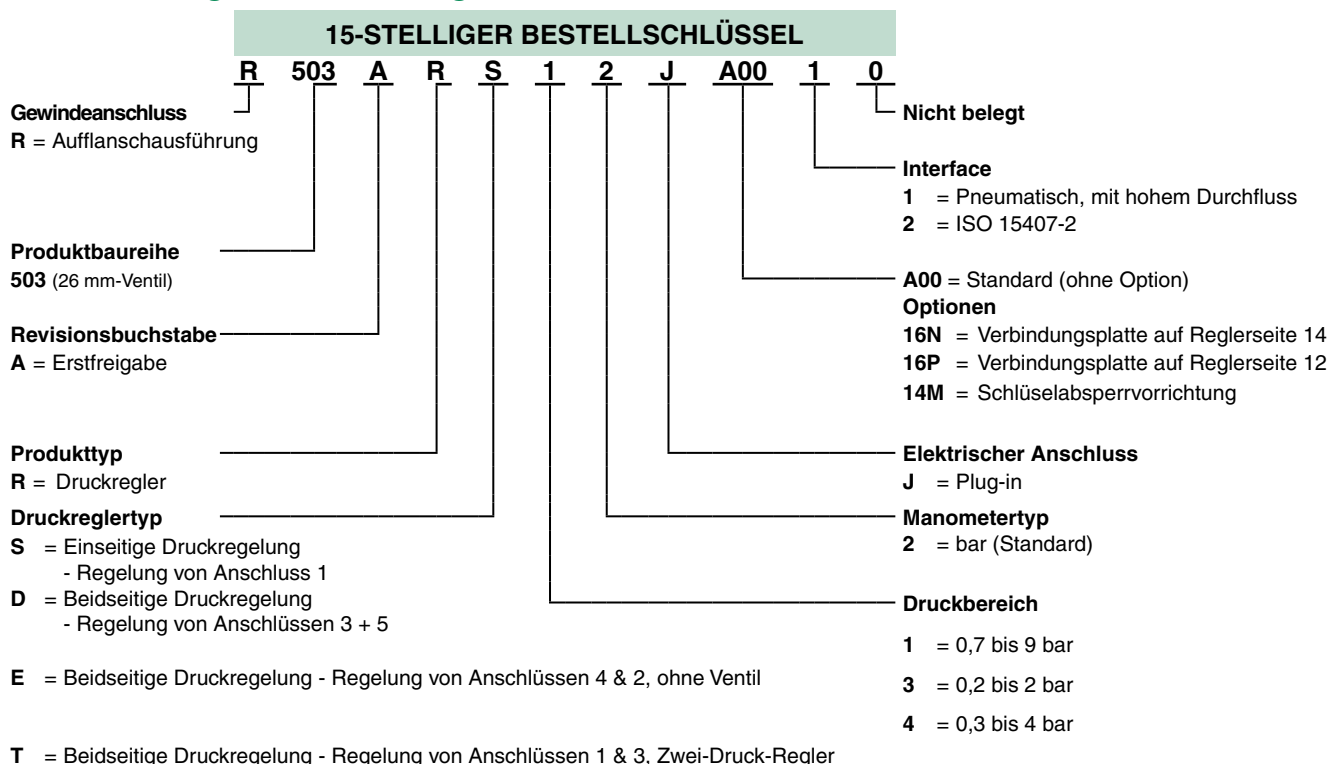 15-STELLIGER BESTELLSCHLÜSSEL
R 503 A R S 1 2 J A00 1 0
Gewindeanschluss
R = Aufflanschausführung
Produktbaureihe
503 (26 mm-Ventil)
Revisionsbuchstabe
A = Erstfreigabe
Produkttyp
R = Druckregler
Druckreglertyp
S = Einseitige Druckregelung
- Regelung von Anschluss 1
D = Beidseitige Druckregelung
- Regelung von Anschlüssen 3 + 5
E = Beidseitige Druckregelung - Regelung von Anschlüssen 4 & 2, ohne Ventil
T = Beidseitige Druckregelung - Regelung von Anschlüssen 1 & 3, Zwei-Druck-Regler
Nicht belegt
Interface
1 = Pneumatisch, mit hohem Durchfluss
2 = ISO 15407-2
A00 = Standard (ohne Option)
Optionen
16N = Verbindungsplatte auf Reglerseite 14
16P = Verbindungsplatte auf Reglerseite 12
14M = Schlüselabsperrvorrichtung
Elektrischer Anschluss
J = Plug-in
Manometertyp
2 = bar (Standard)
Druckbereich
1 = 0,7 bis 9 bar
3 = 0,2 bis 2 bar
4 = 0,3 bis 4 bar